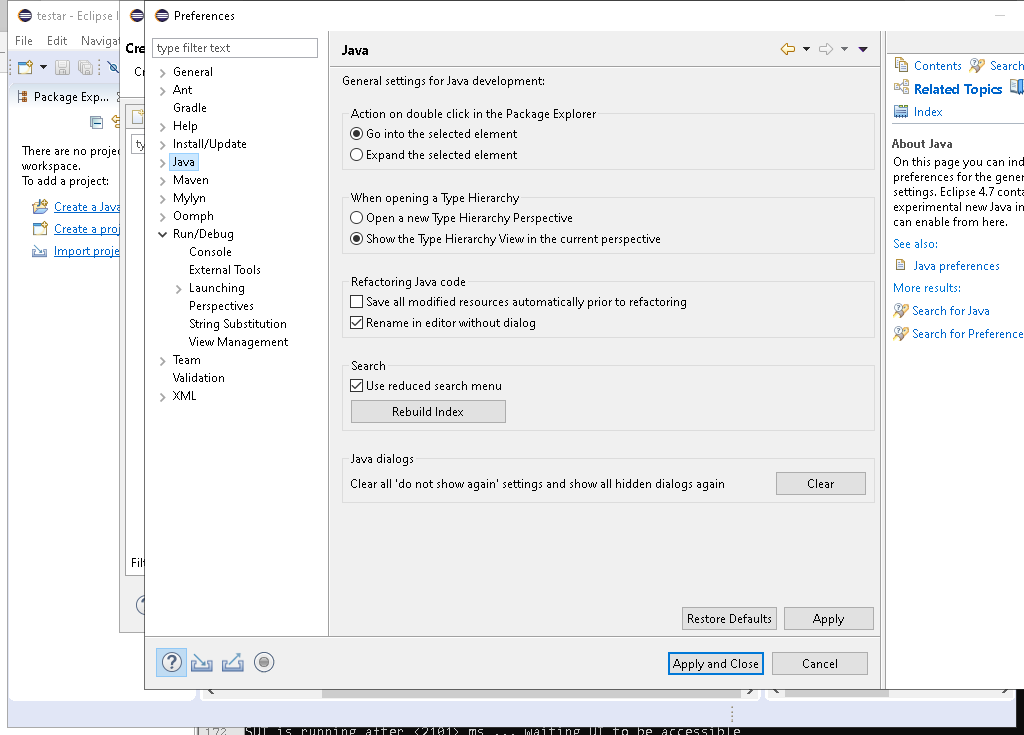 testar - Eclipse I
Preferences
File Edit Navigat
Package Exp...
There are no proje
workspace.
To add a project:
Create a Java
Create a proj
Import proje
Cre
Cr
ty
Filt
type filter text
General
Ant
Gradle
Help
Install/Update
Java
Maven
Mylyn
Oomph
Run/Debug
Console
External Tools
Launching
Perspectives
String Substitution
View Management
Team
Validation
XML
Java
General settings for Java development:
Action on double click in the Package Explorer
Go into the selected element
Expand the selected element
When opening a Type Hierarchy
Open a new Type Hierarchy Perspective
Show the Type Hierarchy View in the current perspective
Refactoring Java code
Save all modified resources automatically prior to refactoring
Rename in editor without dialog
Search
Use reduced search menu
Rebuild Index
Java dialogs
Clear all 'do not show again' settings and show all hidden dialogs again
Clear
Restore Defaults Apply
? Apply and Close Cancel
Contents Search
Related Topics
Index
About Java
On this page you can ind
preferences for the gener
settings. Eclipse 4.7 conta
experimental new Java in
can enable from here.
See also:
Java preferences
More results:
Search for Java
Search for Preference
172 SUT is running after <2101> ms ... waiting UI to be accessible